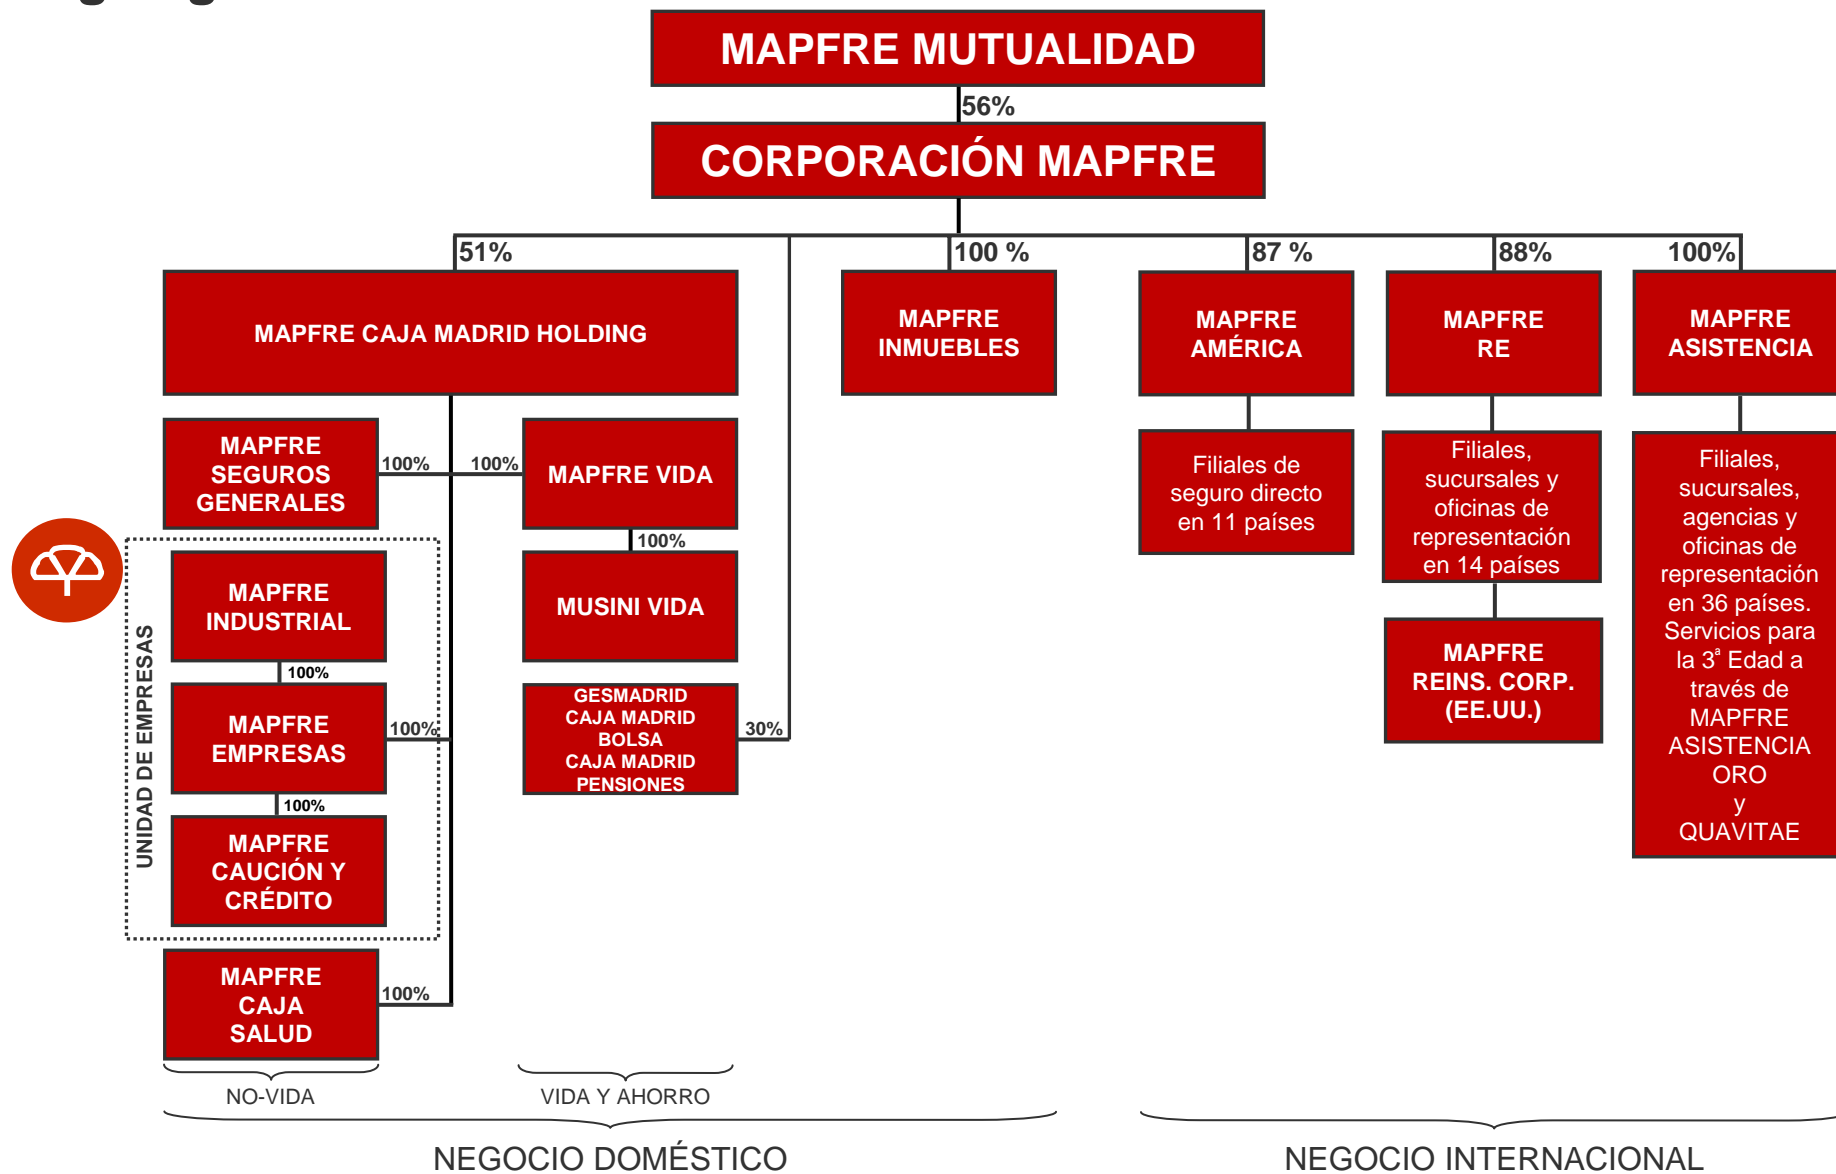 MAPFRE MUTUALIDAD
56%
CORPORACIÓN MAPFRE
51%
100 %
87 %
88%
100%
MAPFRE CAJA MADRID HOLDING
MAPFRE
INMUEBLES
MAPFRE
AMÉRICA
MAPFRE
RE
MAPFRE
ASISTENCIA
MAPFRE
SEGUROS
GENERALES
100%
100%
MAPFRE VIDA
100%
MUSINI VIDA
GESMADRID
CAJA MADRID
BOLSA
CAJA MADRID
PENSIONES
30%
UNIDAD DE EMPRESAS
MAPFRE
INDUSTRIAL
100%
MAPFRE
EMPRESAS
100%
100%
MAPFRE
CAUCIÓN Y
CRÉDITO
MAPFRE
CAJA
SALUD
100%
Filiales de
seguro directo
en 11 países
Filiales,
sucursales y
oficinas de
representación
en 14 países
MAPFRE
REINS. CORP.
(EE.UU.)
Filiales,
sucursales,
agencias y
oficinas de
representación
en 36 países.
Servicios para
la 3ª Edad a
través de
MAPFRE
ASISTENCIA
ORO
y
QUAVITAE
NO-VIDA
VIDA Y AHORRO
NEGOCIO DOMÉSTICO
NEGOCIO INTERNACIONAL